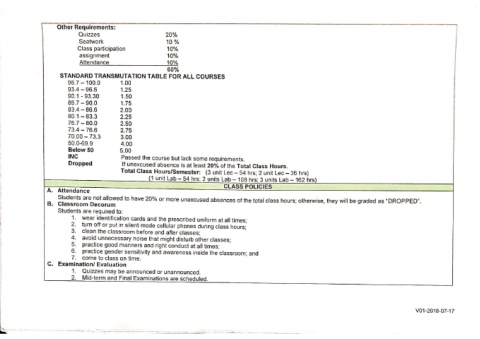 Other Requirements:
Quizzes 20%
Seatwork 10 %
Class participation 10%
assignment 10%
Attendance 10%
60%
STANDARD TRANSMUTATION TABLE FOR ALL COURSES
96.7 – 100.0 1.00
93.4 – 96.6 1.25
90.1 - 93.30 1.50
86.7 – 90.0 1.75
83.4 – 86.6 2.00
80.1 – 83.3 2.25
76.7 – 80.0 2.50
73.4 – 76.6 2.75
70.00 – 73.3 3.00
50.0-69.9 4.00
Below 50 5.00
INC Passed the course but lack some requirements.
Dropped If unexcused absence is at least 20% of the Total Class Hours.
Total Class Hours/Semester: (3 unit Lec – 54 hrs; 2 unit Lec – 36 hrs)
(1 unit Lab – 54 hrs; 2 units Lab – 108 hrs; 3 units Lab – 162 hrs)
CLASS POLICIES
A. Attendance
Students are not allowed to have 20% or more unexcused absences of the total class hours; otherwise, they will be graded as "DROPPED".
B. Classroom Decorum
Students are required to:
1. wear identification cards and the prescribed uniform at all times;
2. turn off or put in silent mode cellular phones during class hours;
3. clean the classroom before and after classes;
4. avoid unnecessary noise that might disturb other classes;
5. practice good manners and right conduct at all times;
6. practice gender sensitivity and awareness inside the classroom; and
7. come to class on time.
C. Examination/ Evaluation
1. Quizzes may be announced or unannounced.
2. Mid-term and Final Examinations are scheduled.
V01-2018-07-17